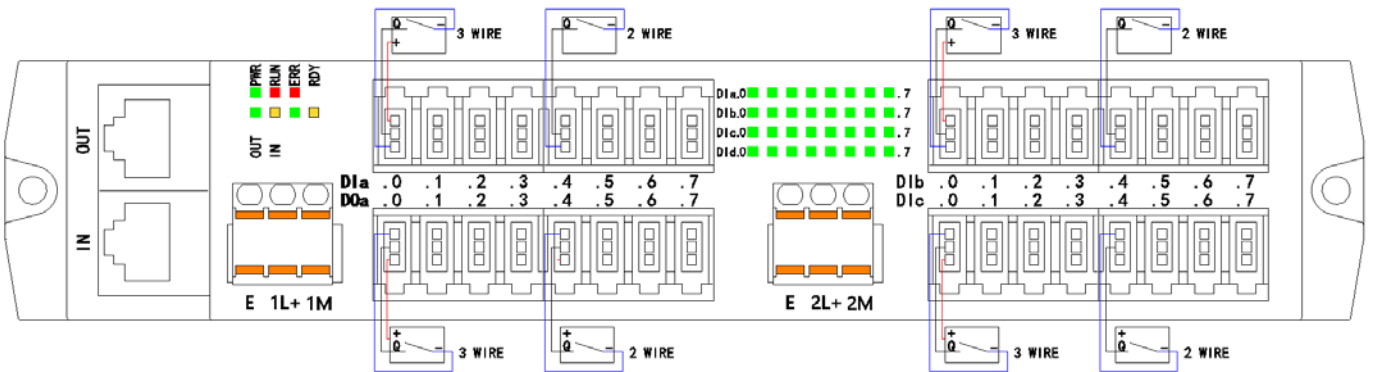 Q − 3 WIRE Q − 2 WIRE Q − 3 WIRE Q − 2 WIRE
+ +
PWR RUN ERR RDY
OUT IN
OUT
IN
DIa.0 .7
DIb.0 .7
DIc.0 .7
DId.0 .7
DIa .0 .1 .2 .3 .4 .5 .6 .7
DOa .0 .1 .2 .3 .4 .5 .6 .7
DIb .0 .1 .2 .3 .4 .5 .6 .7
DIc .0 .1 .2 .3 .4 .5 .6 .7
E 1L+ 1M
E 2L+ 2M
+ + + +
Q − 3 WIRE Q − 2 WIRE Q − 3 WIRE Q − 2 WIRE